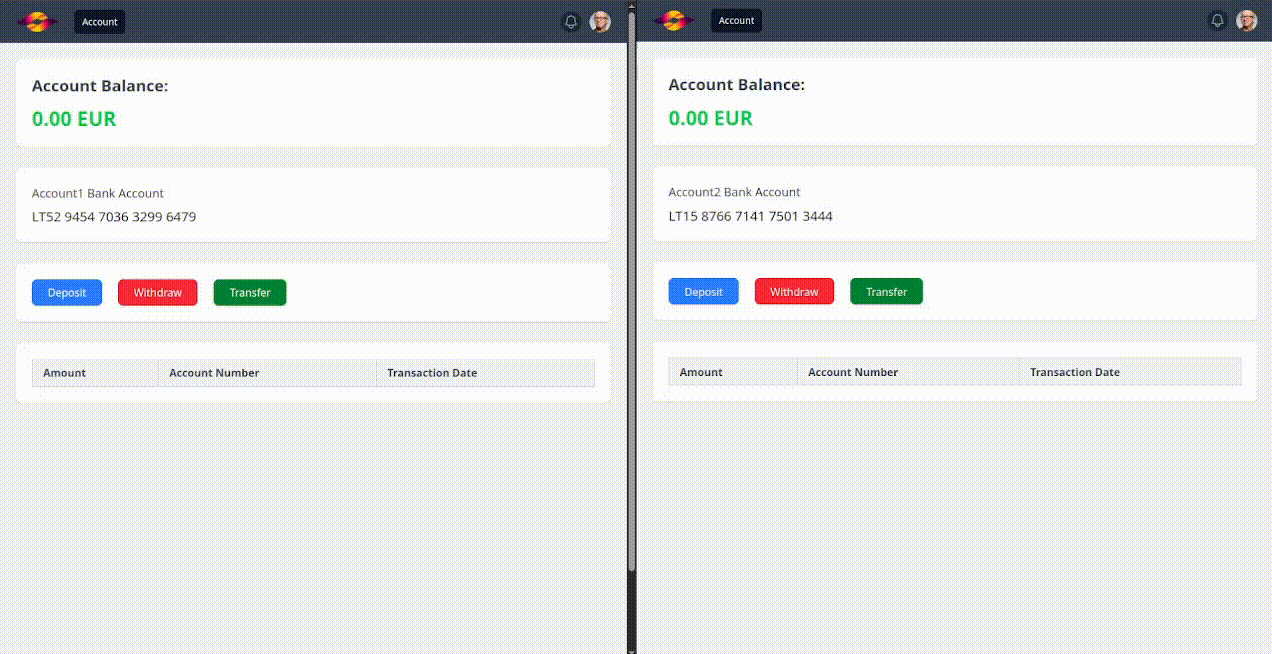 Account
Account Balance:
0.00 EUR
Account1 Bank Account
LT52 9454 7036 3299 6479
Deposit Withdraw Transfer
Amount Account Number Transaction Date
Account
Account Balance:
0.00 EUR
Account2 Bank Account
LT15 8766 7141 7501 3444
Deposit Withdraw Transfer
Amount Account Number Transaction Date